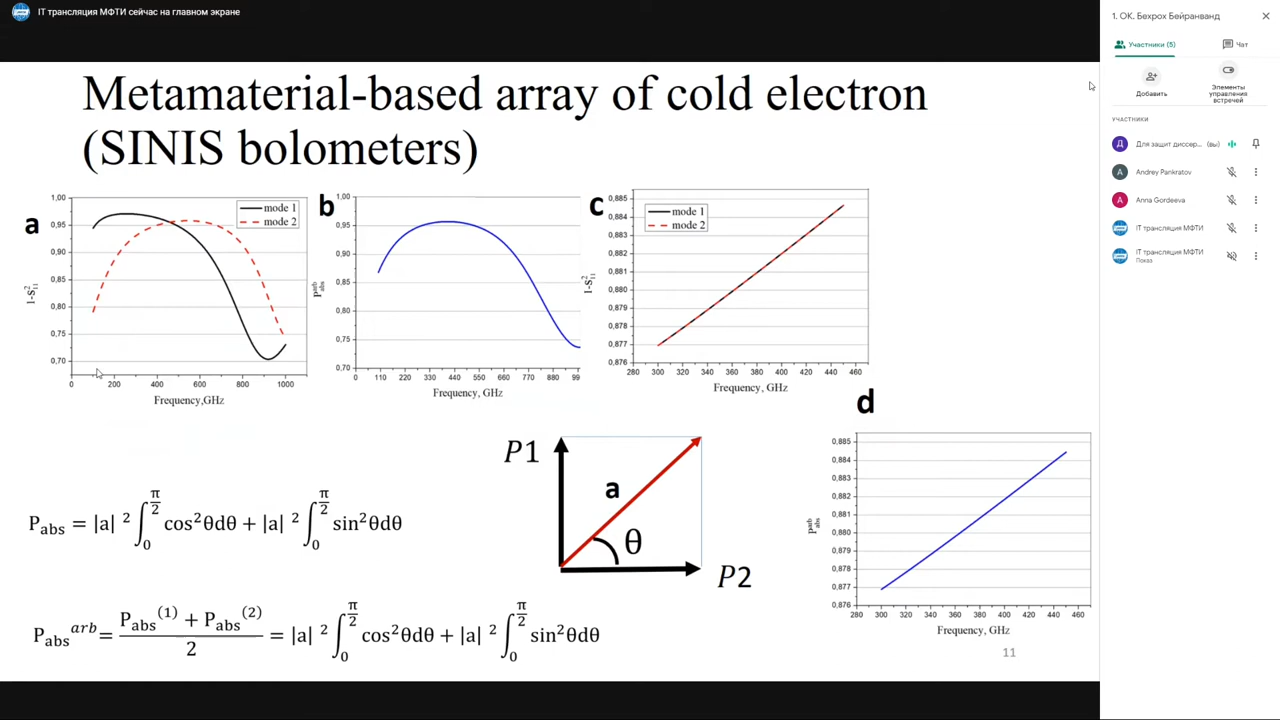 IT трансляция МФТИ сейчас на главном экране
Metamaterial-based array of cold electron
(SINIS bolometers)
a
1,00
0,95
0,90
0,85
0,80
0,75
0,70
1-S²₁₁
0 200 400 600 800 1000
Frequency,GHz
mode 1
mode 2
b
1,00
0,95
0,90
0,85
0,80
0,75
0,70
P arb abs
0 110 220 330 440 550 660 770 880 99
Frequency, GHz
c
0,885
0,884
0,883
0,882
0,881
0,880
0,879
0,878
0,877
0,876
1-S²₁₁
280 300 320 340 360 380 400 420 440 460
Frequency, GHz
mode 1
mode 2
d
0,885
0,884
0,883
0,882
0,881
0,880
0,879
0,878
0,877
0,876
P arb abs
280 300 320 340 360 380 400 420 440 460
Frequency, GHz
P1
a
θ
P2
P_abs = |a| ² ∫₀^(π/2) cos²θdθ + |a| ² ∫₀^(π/2) sin²θdθ
P_abs^arb = (P_abs^(1) + P_abs^(2))/2 = |a| ² ∫₀^(π/2) cos²θdθ + |a| ² ∫₀^(π/2) sin²θdθ
11
1. ОК. Бехрох Бейранванд
Участники (5)
Чат
Добавить
Элементы
управления
встречей
УЧАСТНИКИ
Д
Для защит диссер... (вы)
A
Andrey Pankratov
A
Anna Gordeeva
IT трансляция МФТИ
IT трансляция МФТИ
Показ